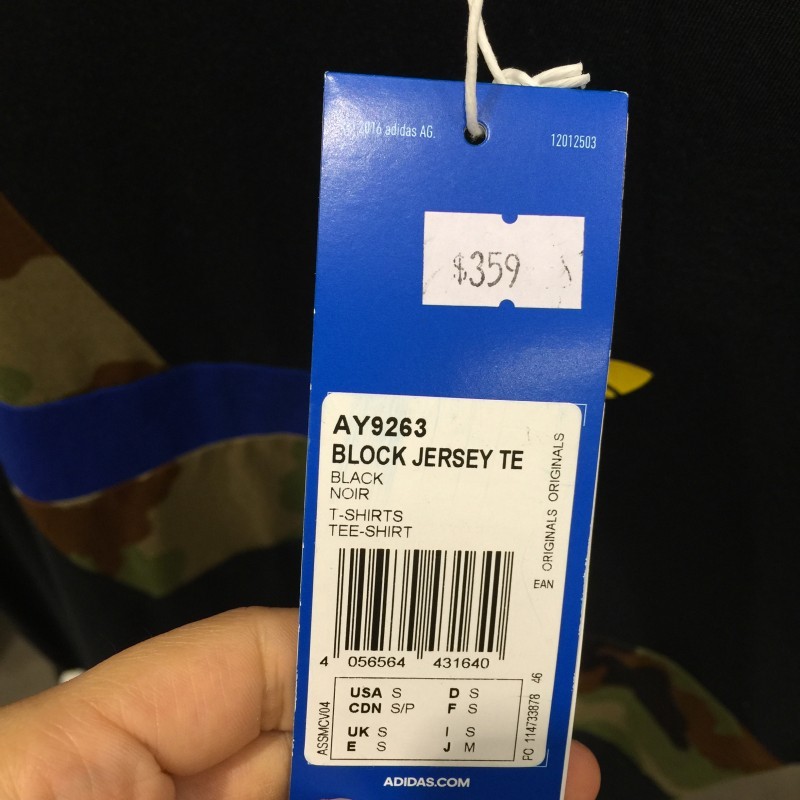 © 2016 adidas AG.
12012503
$359
AY9263
BLOCK JERSEY TE
BLACK
NOIR
T-SHIRTS
TEE-SHIRT
ORIGINALS ORIGINALS
EAN
4 056564 431640
USA S D S
CDN S/P F S
UK S I S
E S J M
ASSMCV04
PO 114733878 46
ADIDAS.COM